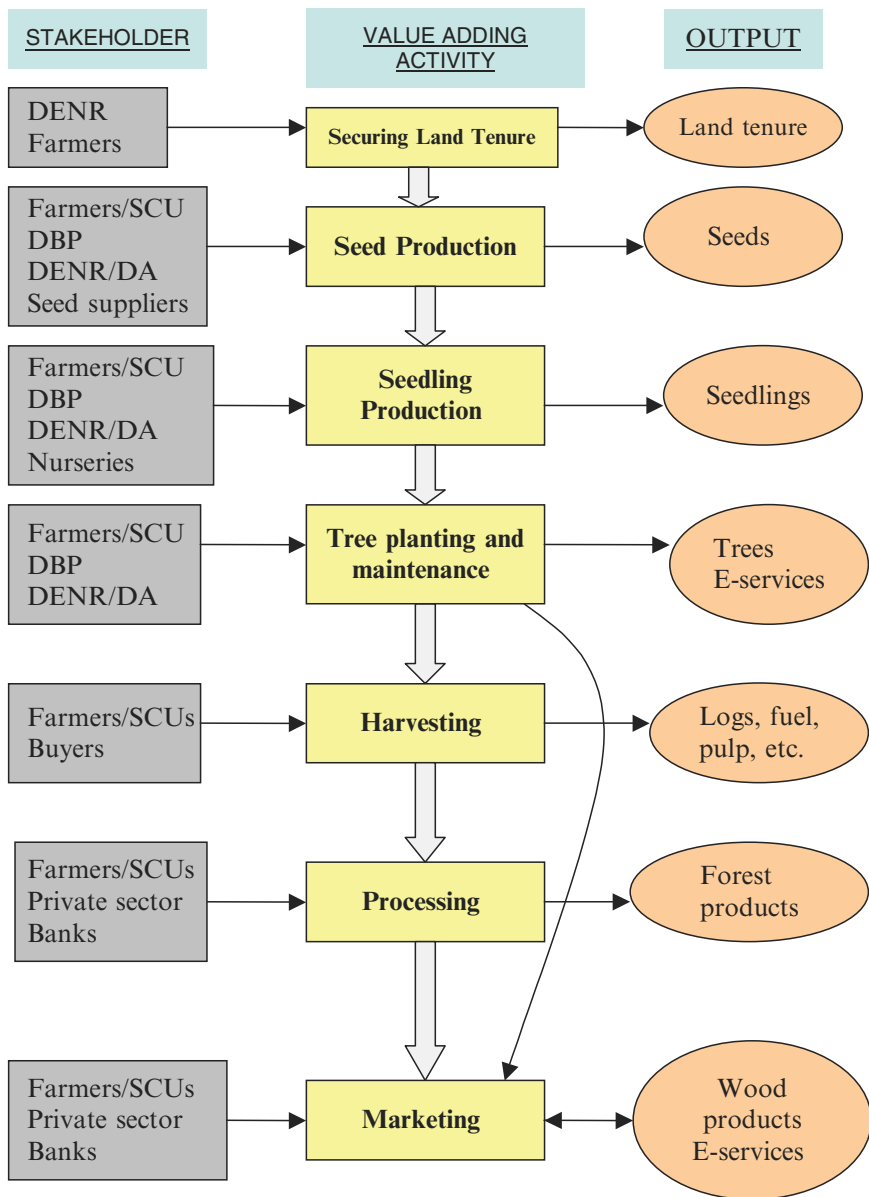 STAKEHOLDER
VALUE ADDING
ACTIVITY
OUTPUT
DENR
Farmers
Securing Land Tenure
Land tenure
Farmers/SCU
DBP
DENR/DA
Seed suppliers
Seed Production
Seeds
Farmers/SCU
DBP
DENR/DA
Nurseries
Seedling
Production
Seedlings
Farmers/SCU
DBP
DENR/DA
Tree planting and
maintenance
Trees
E-services
Farmers/SCUs
Buyers
Harvesting
Logs, fuel,
pulp, etc.
Farmers/SCUs
Private sector
Banks
Processing
Forest
products
Farmers/SCUs
Private sector
Banks
Marketing
Wood
products
E-services